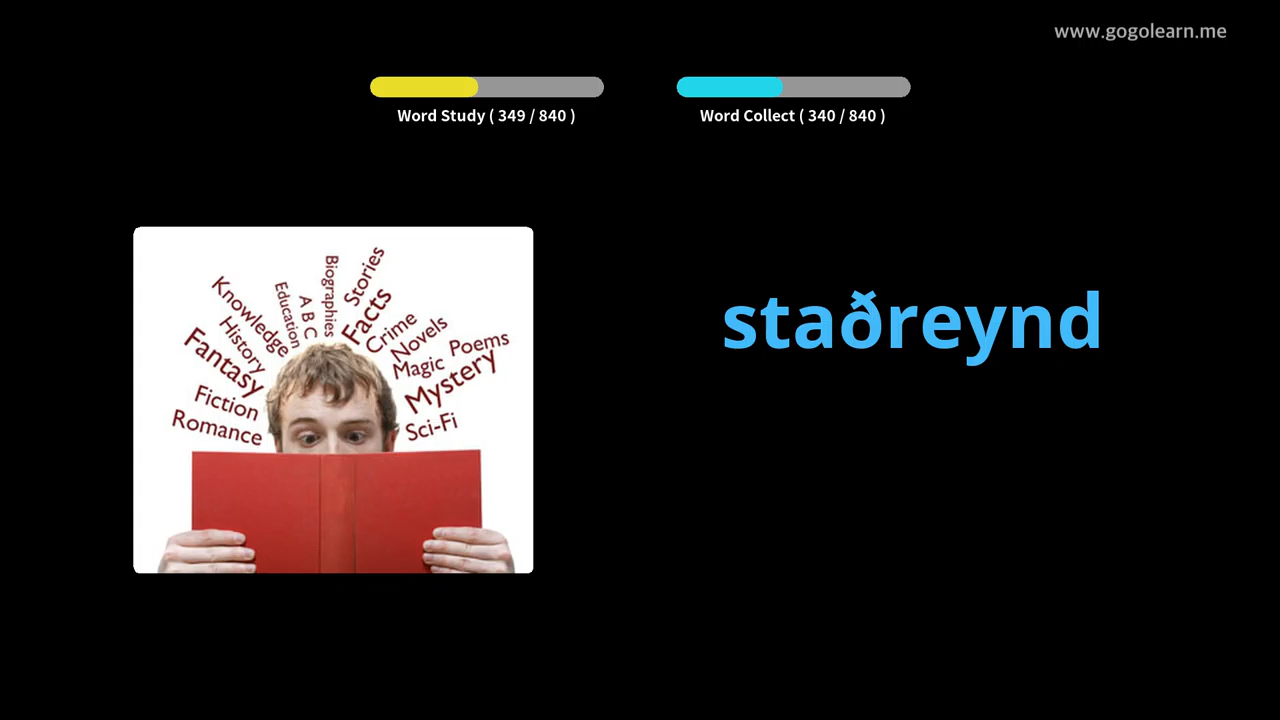 www.gogolearn.me
Word Study ( 349 / 840 )
Word Collect ( 340 / 840 )
staðreynd
Romance
Fiction
Fantasy
History
Knowledge
Education
A B C
Biographies
Stories
Facts
Crime
Novels
Magic
Poems
Mystery
Sci-Fi